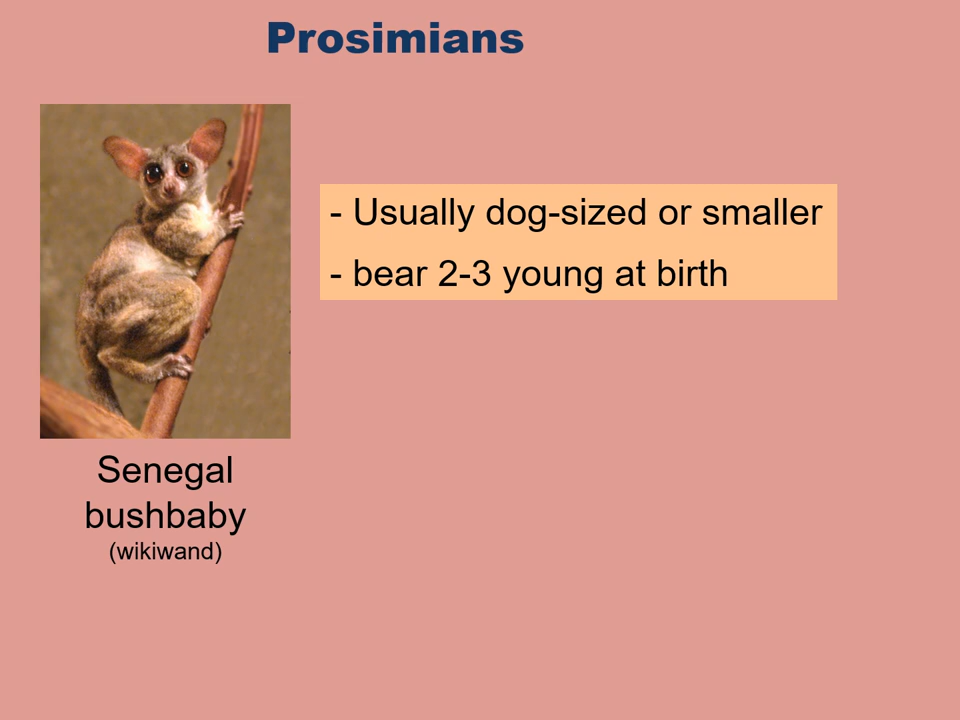 Prosimians
- Usually dog-sized or smaller
- bear 2-3 young at birth
Senegal
bushbaby
(wikiwand)